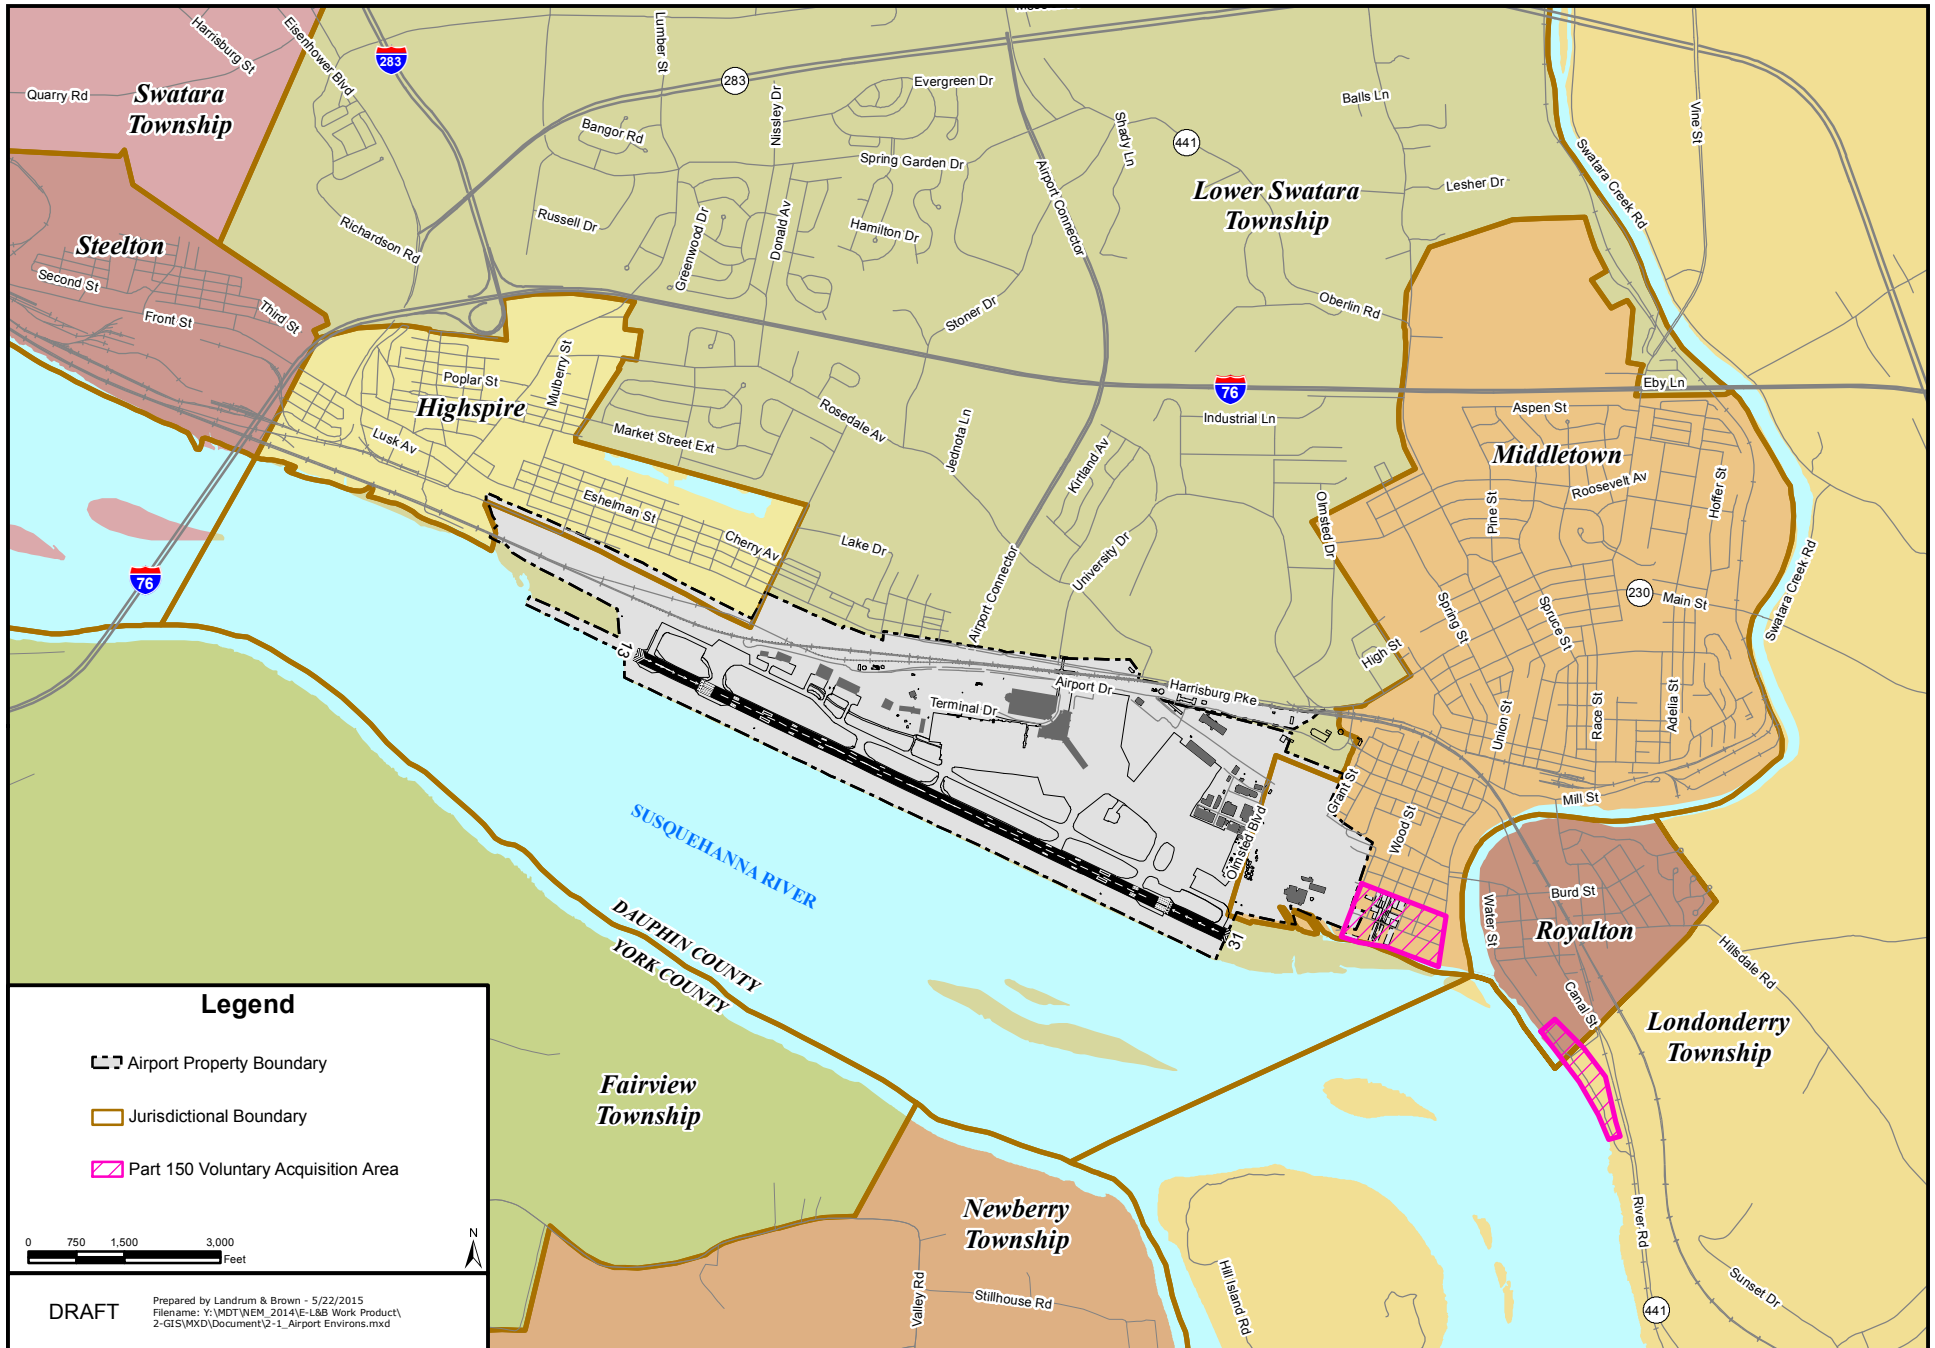 Harrisburg St
Eisenhower Blvd
283
Lumber St
283
Nissley Dr
Evergreen Dr
Quarry Rd
Swatara
Township
Bangor Rd
Spring Garden Dr
Shady Ln
441
Balls Ln
Vine St
Swatara Creek Rd
Airport Connector
Lower Swatara
Township
Lesher Dr
Steelton
Richardson Rd
Russell Dr
Greenwood Dr
Donald Av
Hamilton Dr
Second St
Front St
Third St
Stoner Dr
Oberlin Rd
Poplar St
Mulberry St
Highspire
Lusk Av
Market Street Ext
Rosedale Av
Jednota Ln
Kirtland Av
76
Industrial Ln
Eby Ln
Aspen St
Middletown
Roosevelt Av
Pine St
Hoffer St
Eshelman St
Cherry Av
Lake Dr
Airport Connector
University Dr
Olmsted Dr
76
230
Main St
Spring St
Spruce St
Swatara Creek Rd
High St
13
Terminal Dr
Airport Dr
Harrisburg Pke
Union St
Race St
Adelia St
Grant St
Wood St
Mill St
Olmsted Blvd
31
SUSQUEHANNA RIVER
Water St
Burd St
Royalton
Canal St
Hillsdale Rd
DAUPHIN COUNTY
YORK COUNTY
Londonderry
Township
Fairview
Township
Newberry
Township
Valley Rd
Stillhouse Rd
Hill Island Rd
River Rd
441
Sunset Dr
Legend
Airport Property Boundary
Jurisdictional Boundary
Part 150 Voluntary Acquisition Area
0 750 1,500 3,000
Feet
N
DRAFT
Prepared by Landrum & Brown - 5/22/2015
Filename: Y:\MDT\NEM_2014\E-L&B Work Product\
2-GIS\MXD\Document\2-1_Airport Environs.mxd